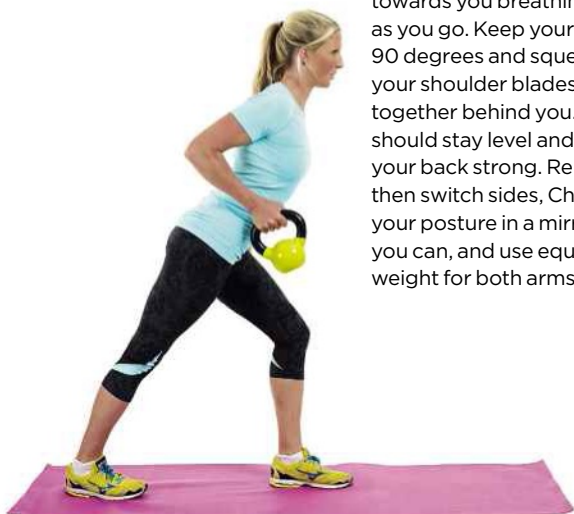 towards you breathin
as you go. Keep your
90 degrees and sque
your shoulder blades
together behind you.
should stay level and
your back strong. Re
then switch sides, Ch
your posture in a mirr
you can, and use equ
weight for both arms